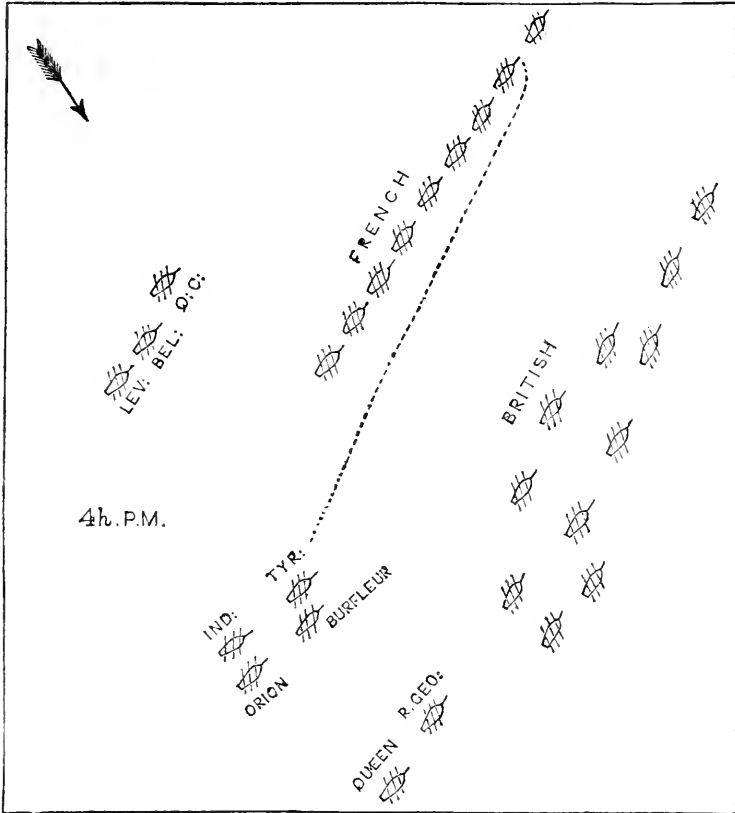 FRENCH
Q:C:
BEL:
LEV:
BRITISH
4h. P.M.
TYR:
BURFLEUR
IND:
ORION
R.GEO:
QUEEN